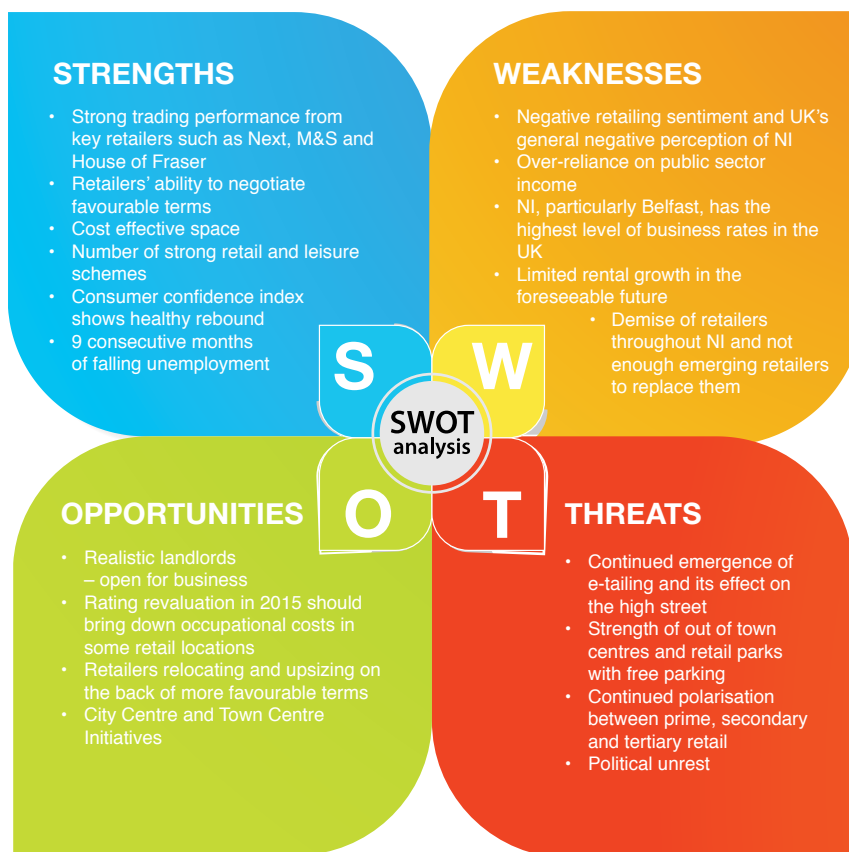 STRENGTHS
• Strong trading performance from
key retailers such as Next, M&S and
House of Fraser
• Retailers’ ability to negotiate
favourable terms
• Cost effective space
• Number of strong retail and leisure
schemes
• Consumer confidence index
shows healthy rebound
• 9 consecutive months
of falling unemployment
WEAKNESSES
• Negative retailing sentiment and UK’s
general negative perception of NI
• Over-reliance on public sector
income
• NI, particularly Belfast, has the
highest level of business rates in the
UK
• Limited rental growth in the
foreseeable future
• Demise of retailers
throughout NI and not
enough emerging retailers
to replace them
S
W
SWOT
analysis
O
T
OPPORTUNITIES
• Realistic landlords
– open for business
• Rating revaluation in 2015 should
bring down occupational costs in
some retail locations
• Retailers relocating and upsizing on
the back of more favourable terms
• City Centre and Town Centre
Initiatives
THREATS
• Continued emergence of
e-tailing and its effect on
the high street
• Strength of out of town
centres and retail parks
with free parking
• Continued polarisation
between prime, secondary
and tertiary retail
• Political unrest